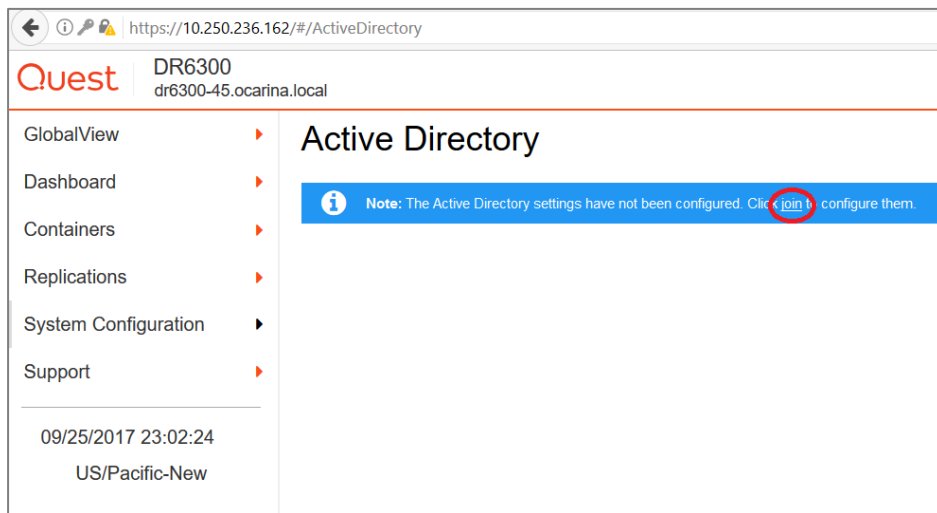 https://10.250.236.162/#/ActiveDirectory
Quest
DR6300
dr6300-45.ocarina.local
GlobalView
Dashboard
Containers
Replications
System Configuration
Support
09/25/2017 23:02:24
US/Pacific-New
Active Directory
Note: The Active Directory settings have not been configured. Click join to configure them.